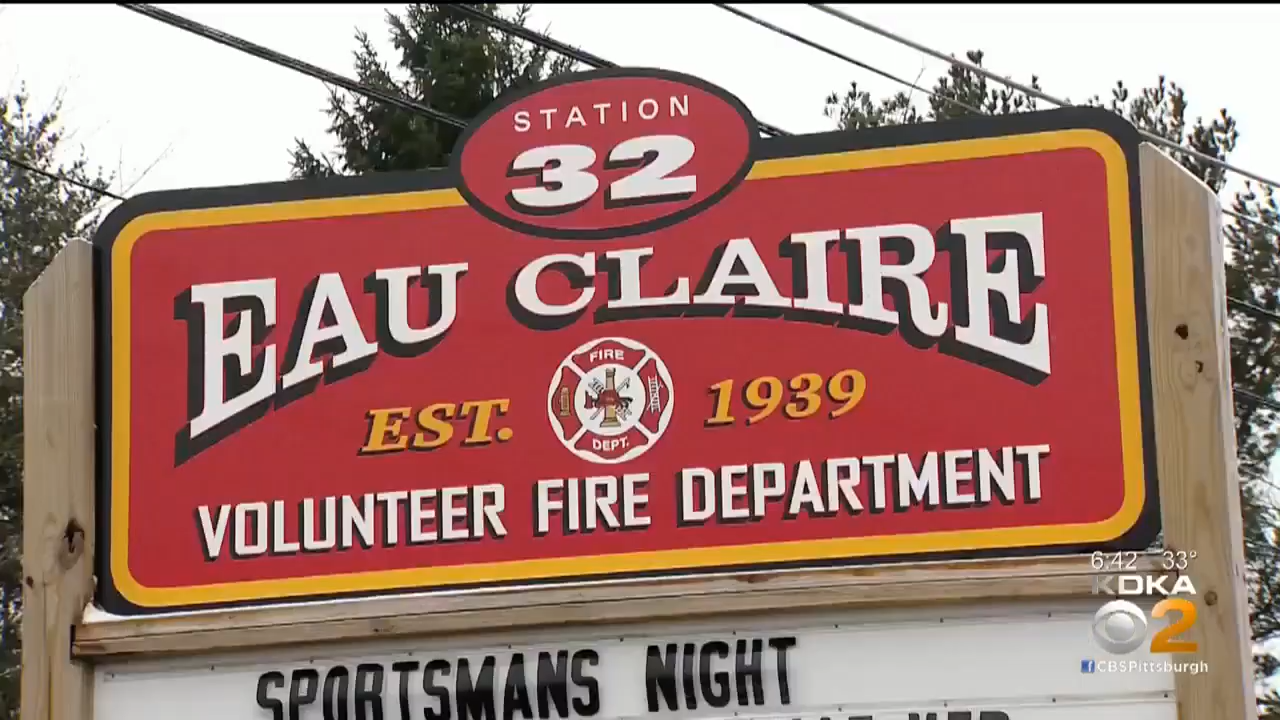 STATION
32
EAU CLAIRE
EST. 1939
FIRE
DEPT.
VOLUNTEER FIRE DEPARTMENT
SPORTSMANS NIGHT
6:42 33°
KDKA
2
CBSPittsburgh